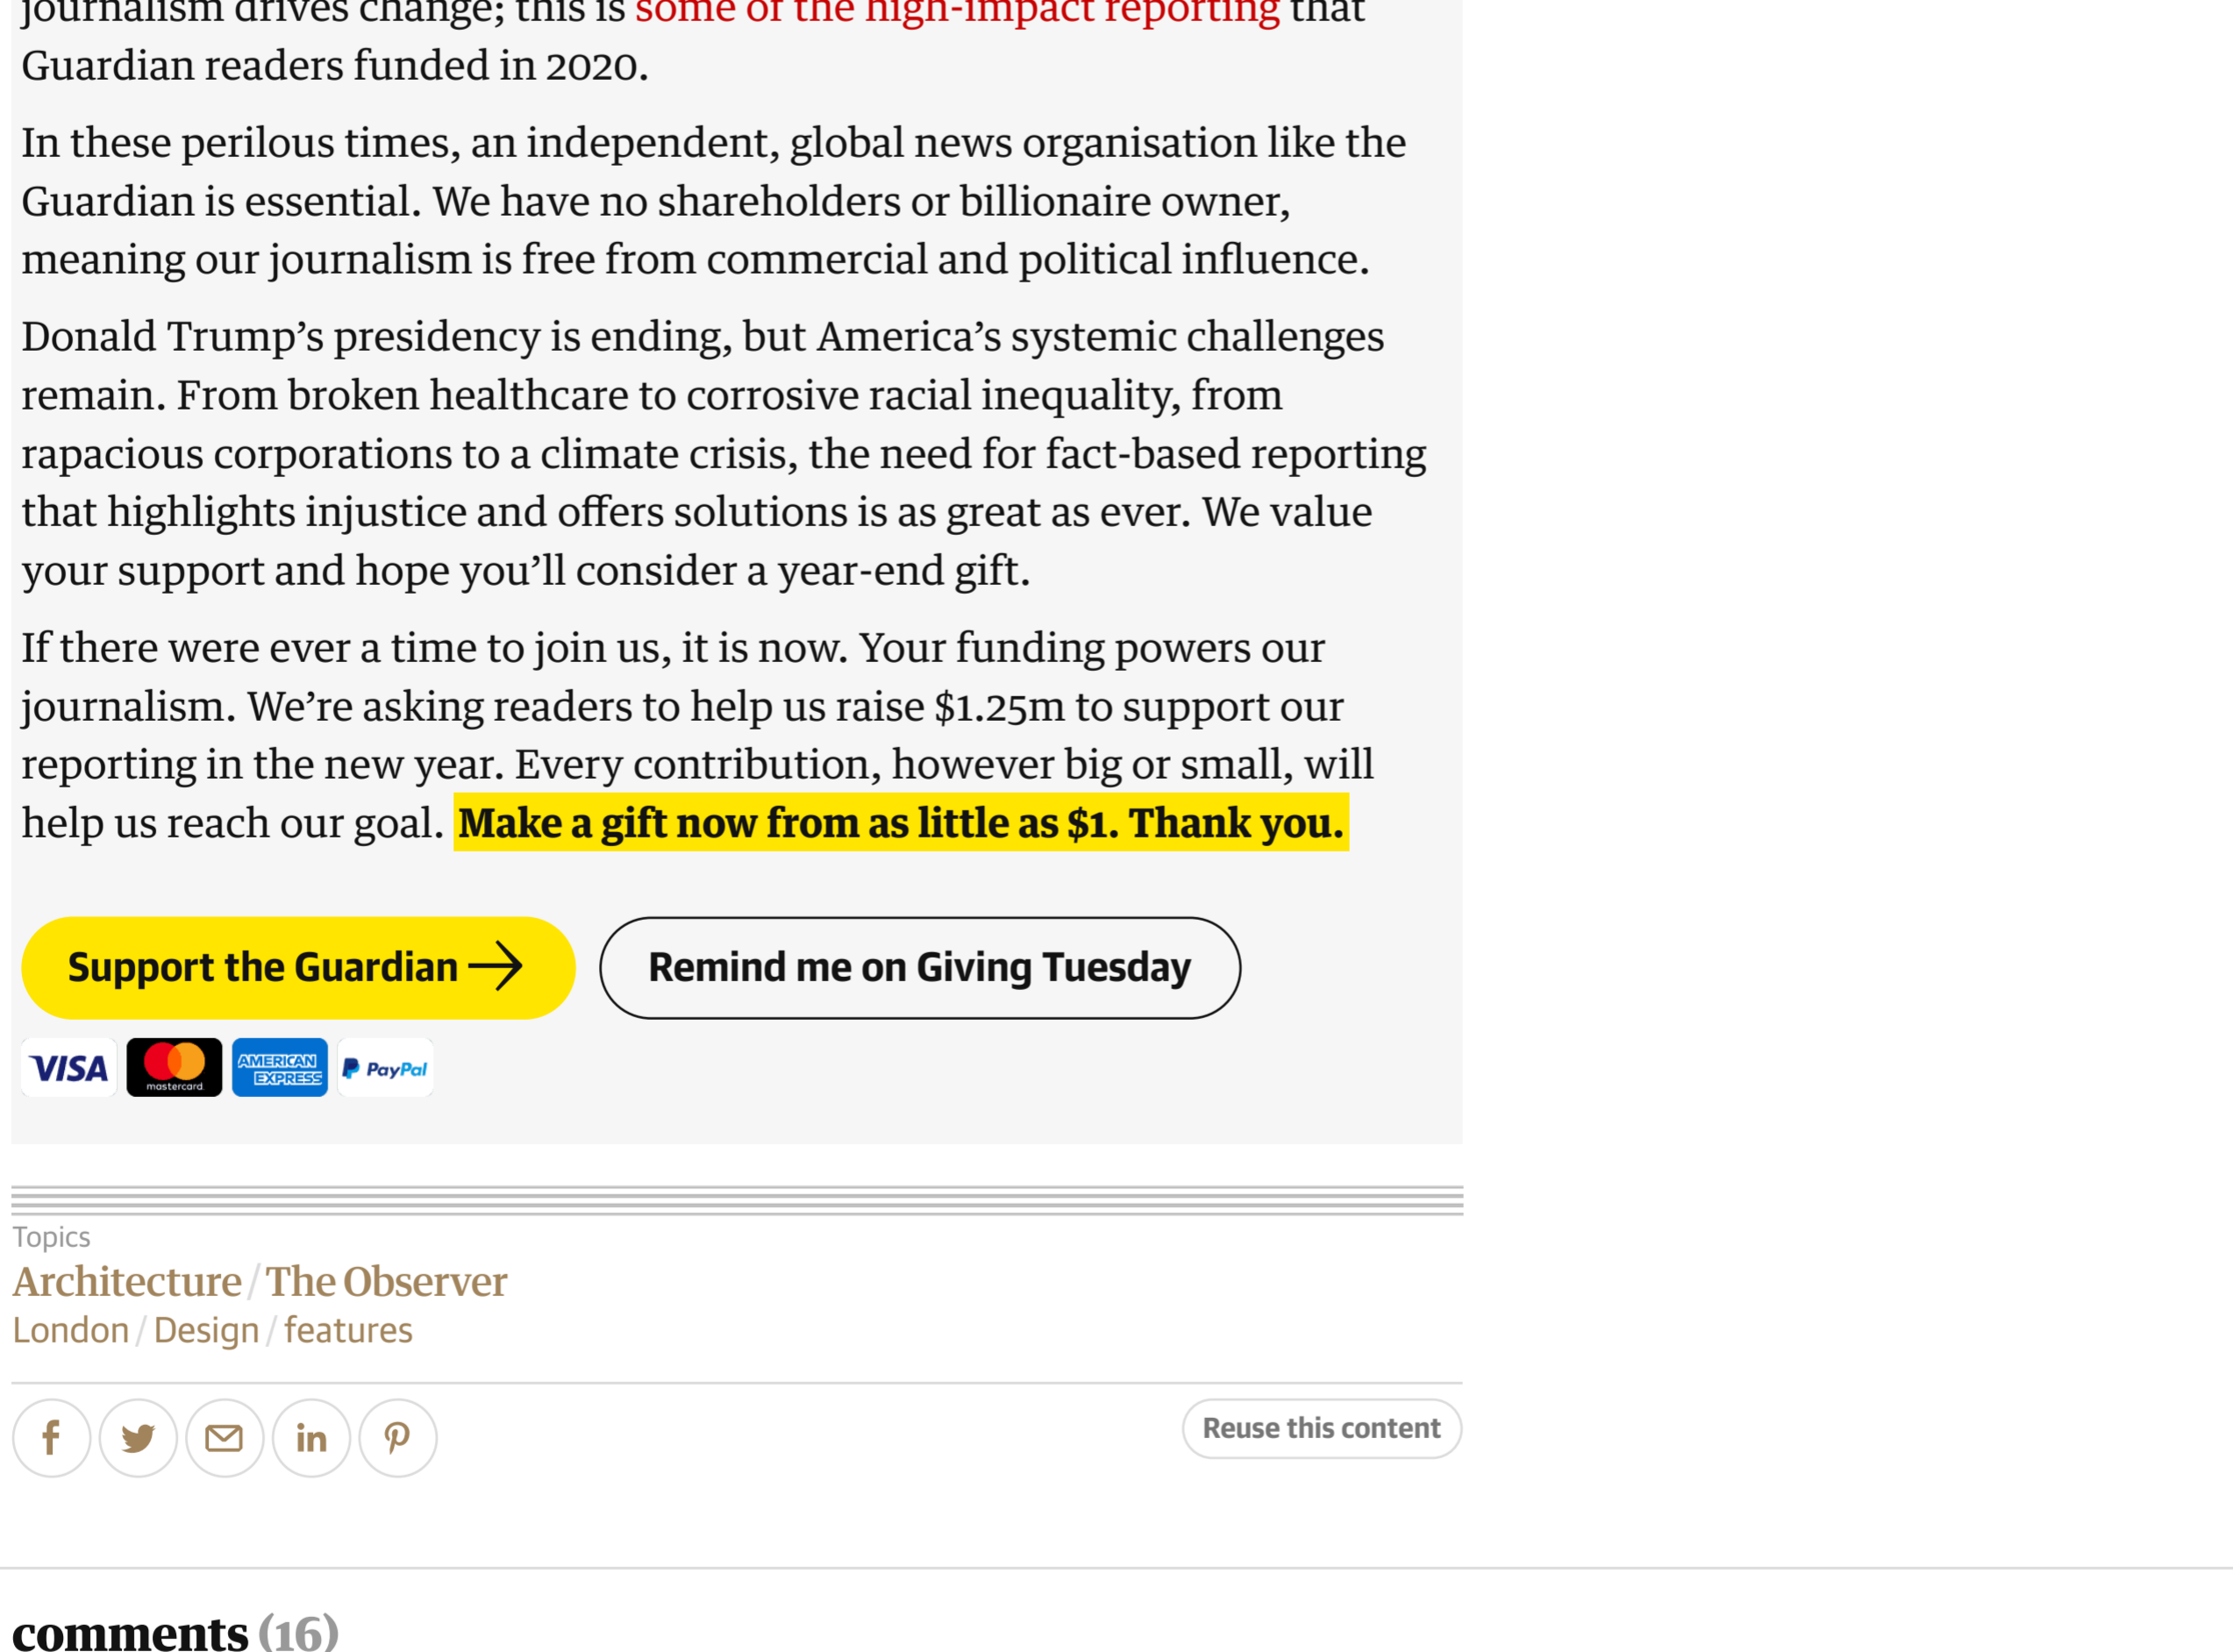 journalism drives change; this is some of the high-impact reporting that
Guardian readers funded in 2020.
In these perilous times, an independent, global news organisation like the
Guardian is essential. We have no shareholders or billionaire owner,
meaning our journalism is free from commercial and political influence.
Donald Trump’s presidency is ending, but America’s systemic challenges
remain. From broken healthcare to corrosive racial inequality, from
rapacious corporations to a climate crisis, the need for fact-based reporting
that highlights injustice and offers solutions is as great as ever. We value
your support and hope you’ll consider a year-end gift.
If there were ever a time to join us, it is now. Your funding powers our
journalism. We’re asking readers to help us raise $1.25m to support our
reporting in the new year. Every contribution, however big or small, will
help us reach our goal. Make a gift now from as little as $1. Thank you.
Support the Guardian → Remind me on Giving Tuesday
VISA mastercard. AMERICAN EXPRESS PayPal
Topics
Architecture / The Observer
London / Design / features
f in Reuse this content
comments (16)